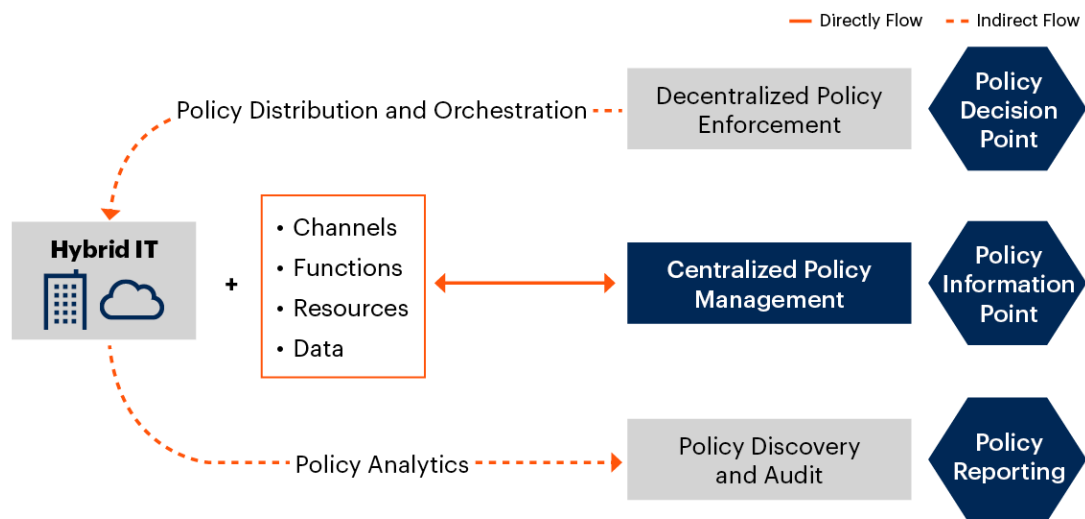 Directly Flow
Indirect Flow
Policy Distribution and Orchestration
Decentralized Policy
Enforcement
Policy
Decision
Point
Hybrid IT
+
• Channels
• Functions
• Resources
• Data
Centralized Policy
Management
Policy
Information
Point
Policy Analytics
Policy Discovery
and Audit
Policy
Reporting